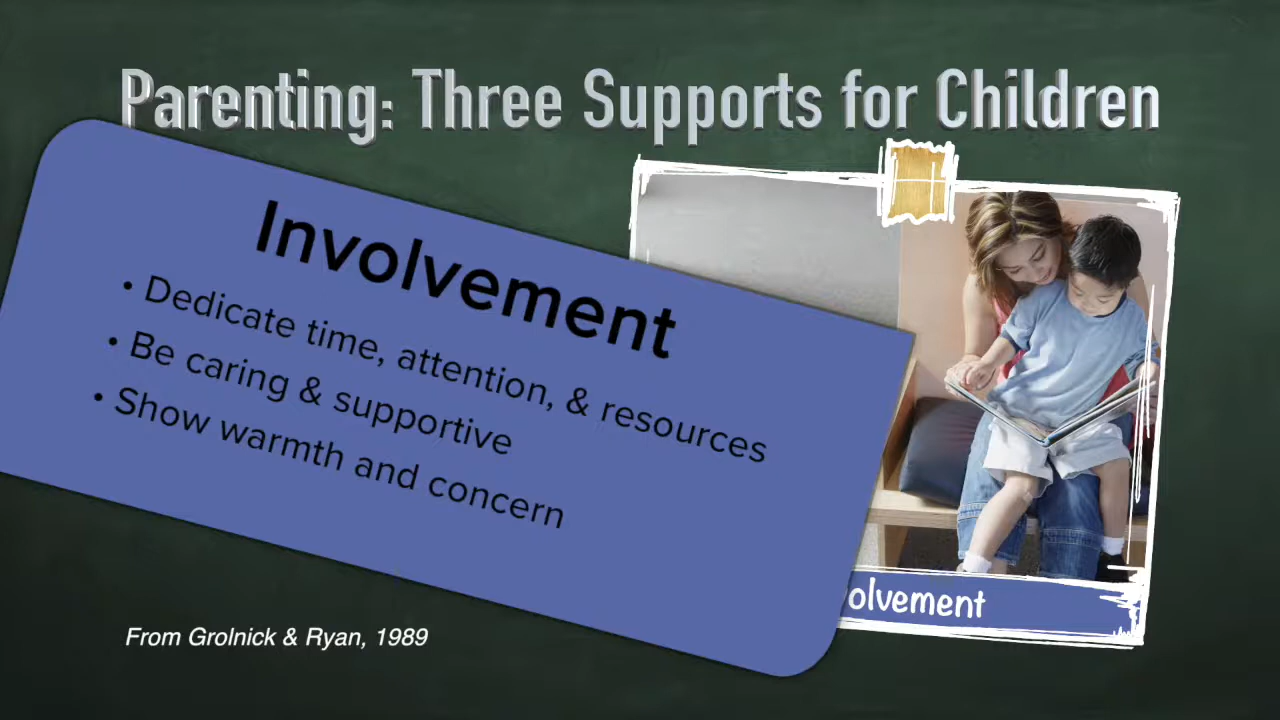 Parenting: Three Supports for Children
Involvement
• Dedicate time, attention, & resources
• Be caring & supportive
• Show warmth and concern
olvement
From Grolnick & Ryan, 1989